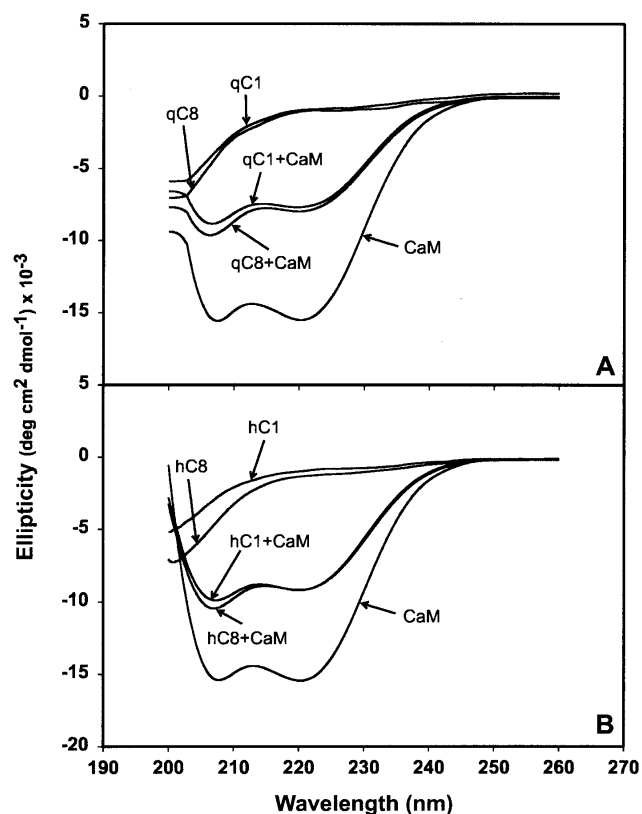 5
0
-5
-10
-15
qC1
qC8
qC1+CaM
qC8+CaM
CaM
A
5
0
-5
-10
-15
-20
hC1
hC8
hC1+CaM
hC8+CaM
CaM
B
Ellipticity (deg cm² dmol⁻¹) x 10⁻³
190 200 210 220 230 240 250 260 270
Wavelength (nm)